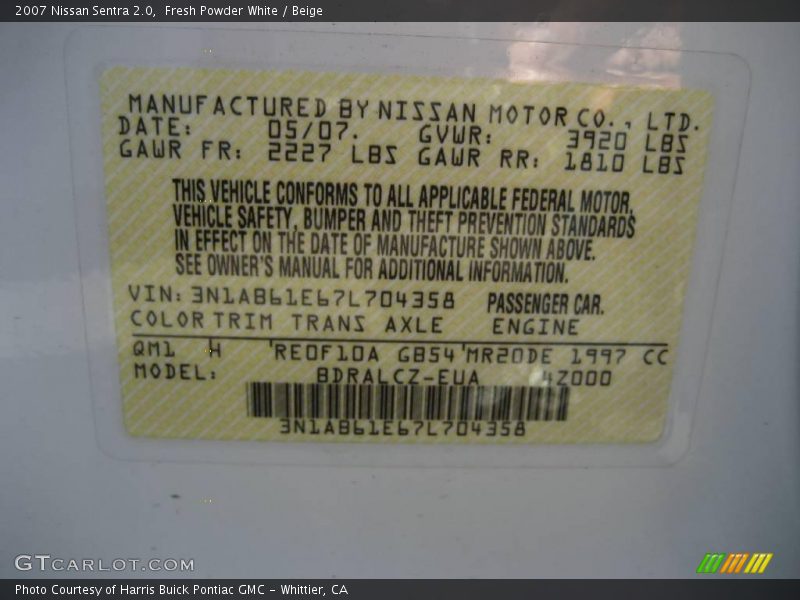 2007 Nissan Sentra 2.0,  Fresh Powder White / Beige
MANUFACTURED BY NISSAN MOTOR CO., LTD.
DATE: 05/07. GVWR: 3920 LBS
GAWR FR: 2227 LBS GAWR RR: 1810 LBS
THIS VEHICLE CONFORMS TO ALL APPLICABLE FEDERAL MOTOR,
VEHICLE SAFETY, BUMPER AND THEFT PREVENTION STANDARDS
IN EFFECT ON THE DATE OF MANUFACTURE SHOWN ABOVE.
SEE OWNER'S MANUAL FOR ADDITIONAL INFORMATION.
VIN: 3N1AB61E67L704358 PASSENGER CAR.
COLOR TRIM TRANS AXLE ENGINE
QM1 H 'RE0F10A GB54'MR20DE 1997 CC
MODEL: BDRALCZ-EUA 4Z000
3N1AB61E67L704358
GTCARLOT.COM
Photo Courtesy of Harris Buick Pontiac GMC - Whittier, CA